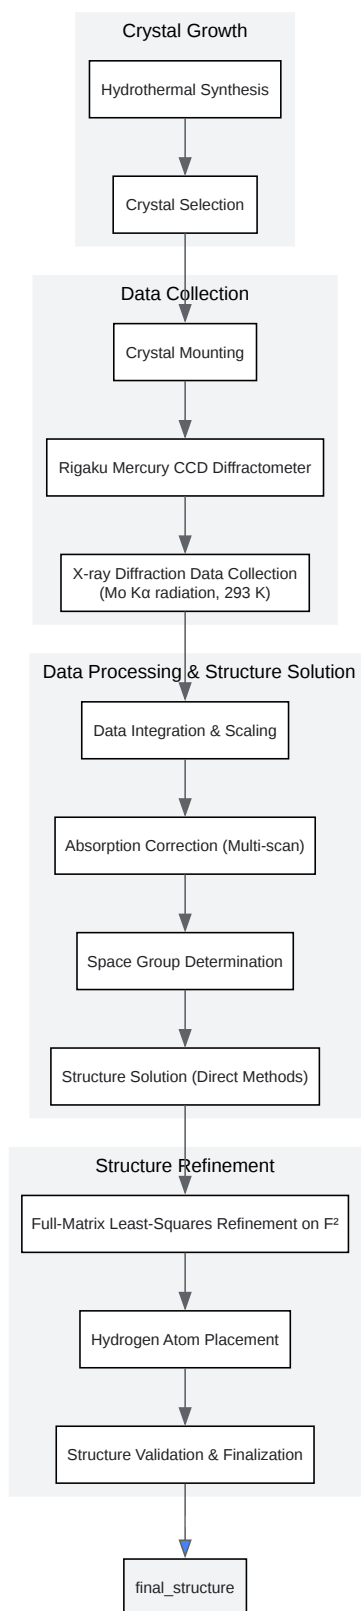 Crystal Growth
Hydrothermal Synthesis
Crystal Selection
Data Collection
Crystal Mounting
Rigaku Mercury CCD Diffractometer
X-ray Diffraction Data Collection
(Mo Kα radiation, 293 K)
Data Processing & Structure Solution
Data Integration & Scaling
Absorption Correction (Multi-scan)
Space Group Determination
Structure Solution (Direct Methods)
Structure Refinement
Full-Matrix Least-Squares Refinement on F²
Hydrogen Atom Placement
Structure Validation & Finalization
final_structure